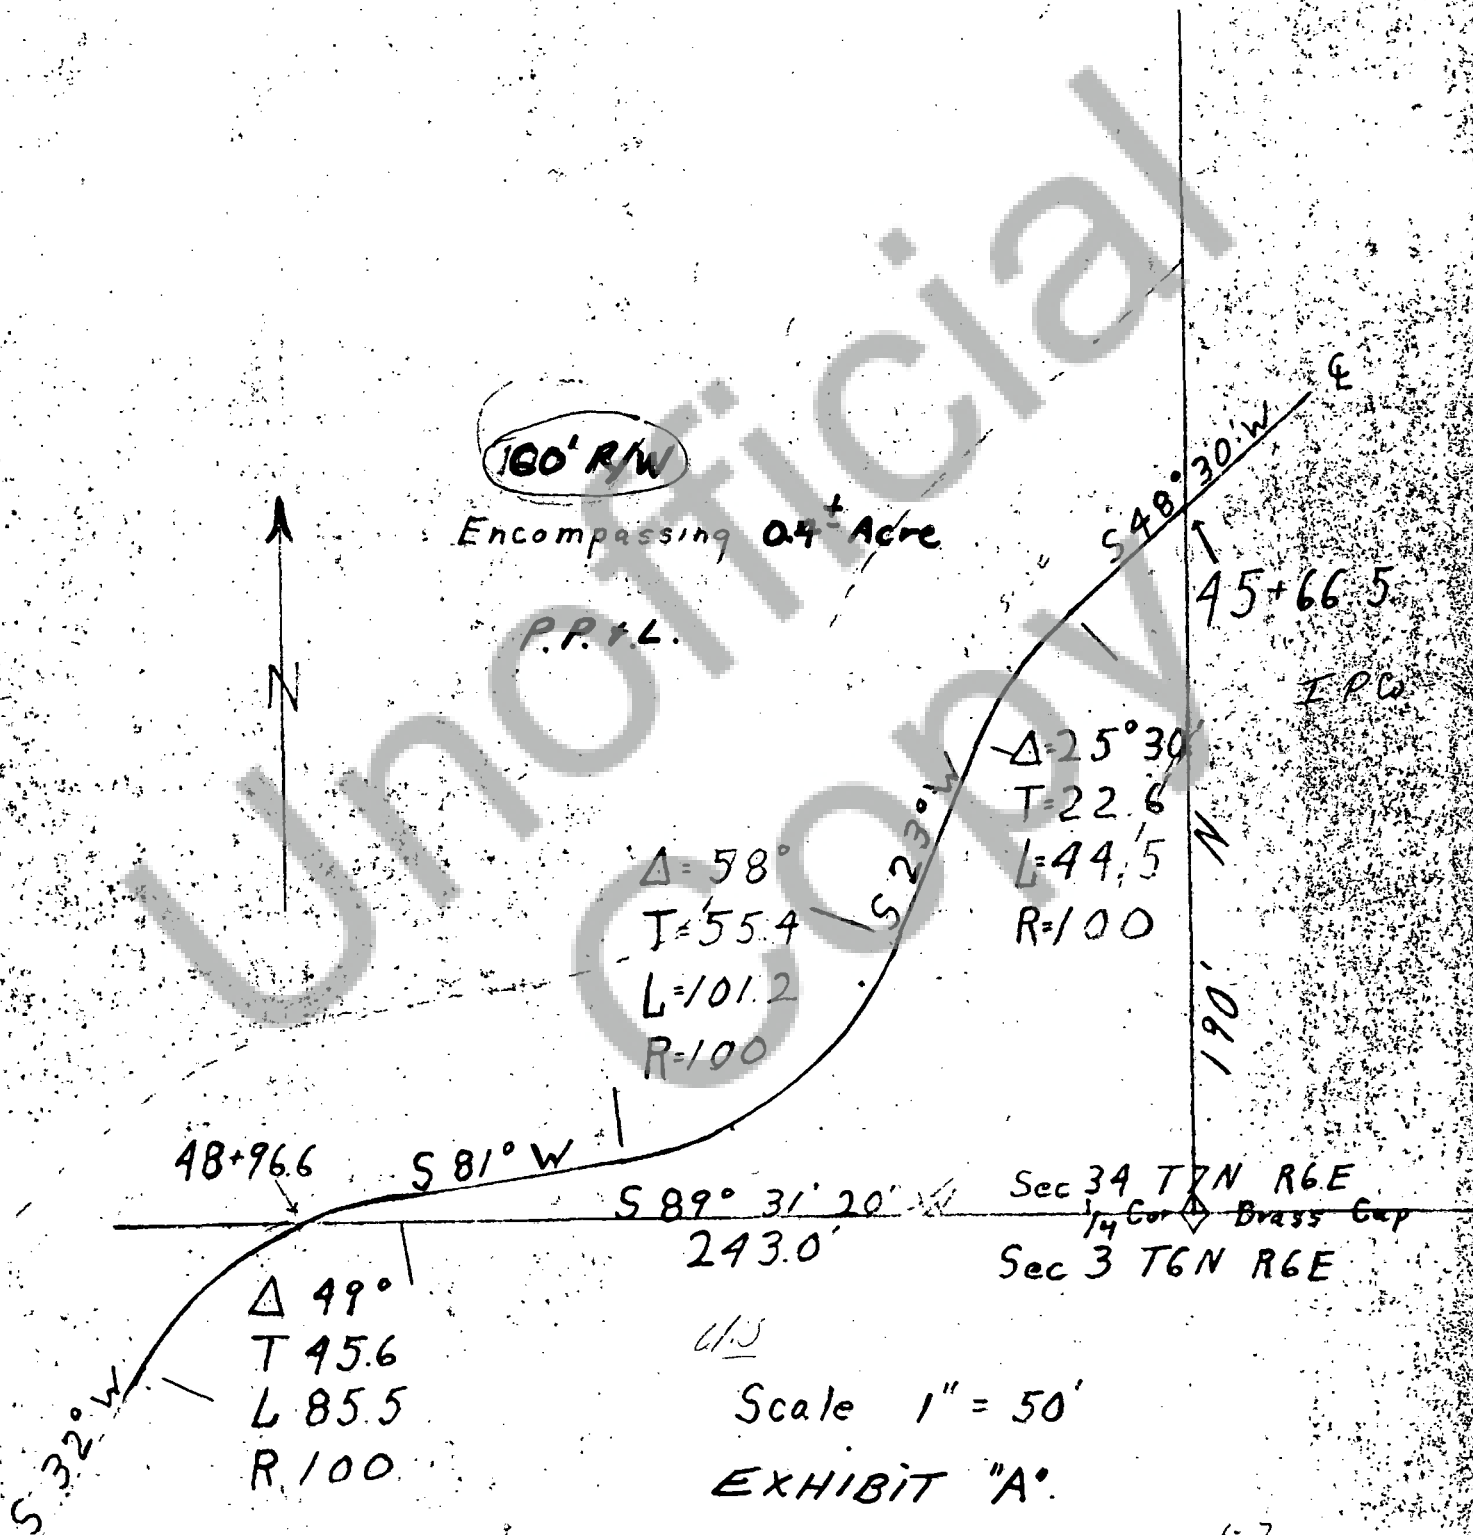 Unofficial
Copy
℄
S 48° 30' W
R/W
Encompassing 0.4± Acre
45+66.5
P.P. & L.
N
I P Co
Δ=25°30'
T=22.6
L=44.5
R=100
S 23° W
Δ=58°
T=55.4
L=101.2
R=100
N
190'
48+96.6
S 81° W
S 89° 31' 20" W
243.0'
Sec 34 T7N R6E
1/4 Cor Brass Cap
Sec 3 T6N R6E
Δ 49°
T 45.6
L 85.5
R 100
S 32° W
Scale 1" = 50'
EXHIBIT "A".